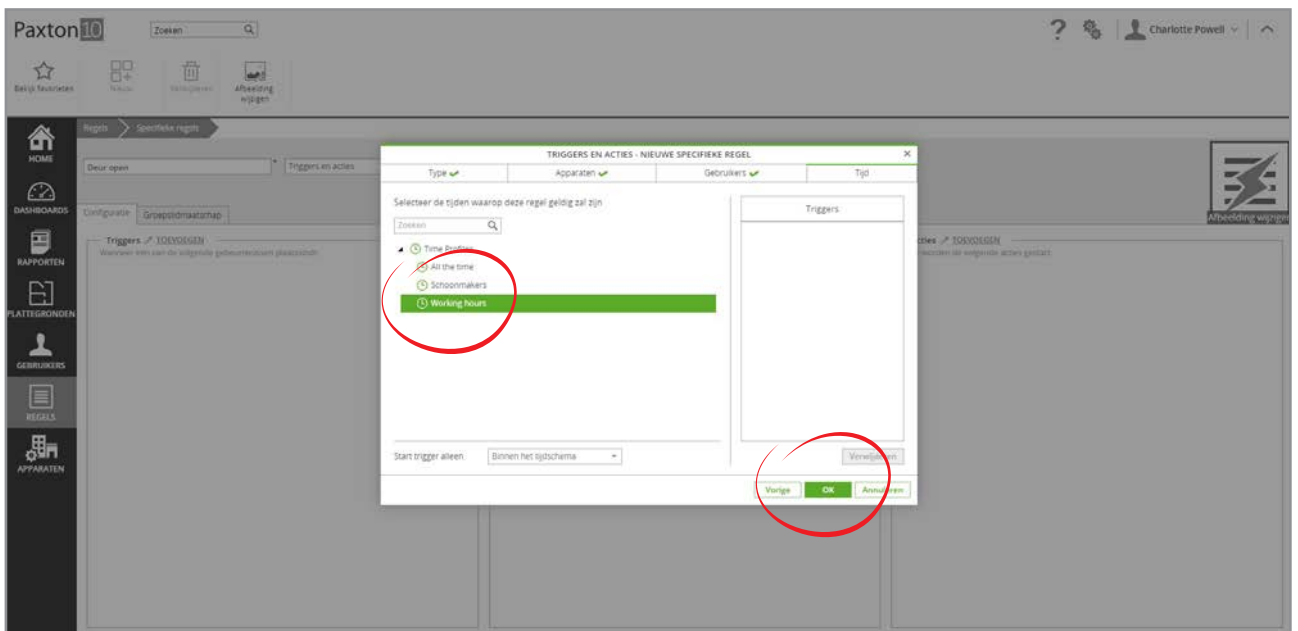 Paxton10
Zoeken
?
Charlotte Powell
Bekijk favorieten
Nieuw
Verwijderen
Afbeelding
wijzigen
Regels
Specifieke regels
HOME
DASHBOARDS
RAPPORTEN
PLATTEGRONDEN
GEBRUIKERS
REGELS
APPARATEN
Deur open
*
Triggers en acties
Configuratie
Groepslidmaatschap
Triggers
TOEVOEGEN
Wanneer een van de volgende gebeurtenissen plaatsvindt
TRIGGERS EN ACTIES - NIEUWE SPECIFIEKE REGEL
Type
Apparaten
Gebruikers
Tijd
Selecteer de tijden waarop deze regel geldig zal zijn
Zoeken
Time Profiles
All the time
Schoonmakers
Working hours
Triggers
Start trigger alleen
Binnen het tijdschema
Verwijderen
Vorige
OK
Annuleren
Afbeelding wijzigen
cties
TOEVOEGEN
worden de volgende acties gestart